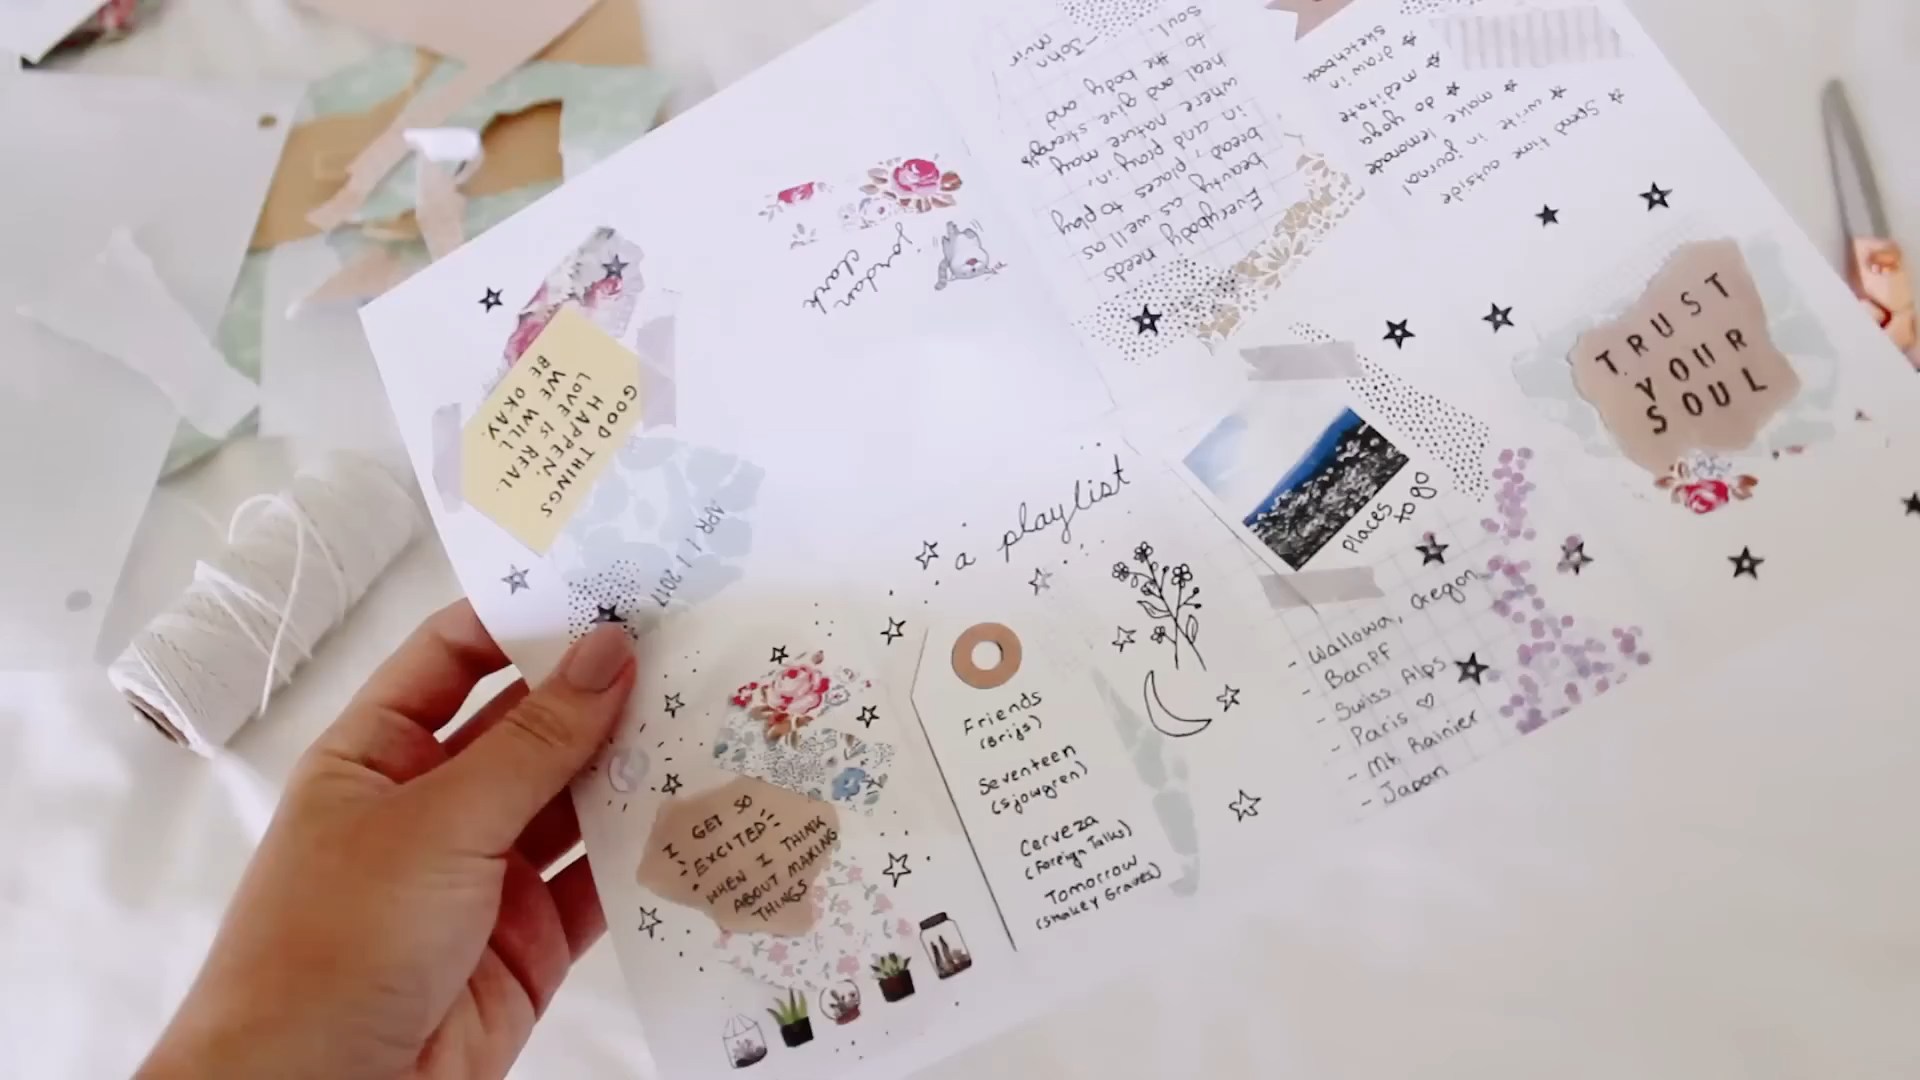 GOOD THINGS
HAPPEN.
LOVE IS REAL.
WE WILL
BE OKAY.
APR 11 2017
jordan
clark
Everybody needs
beauty as well as
bread, places to play
in and pray in,
where nature may
heal and give strength
to the body and
soul.
-John
Muir
Spend time outside
write in journal
make lemonade
do yoga
meditate
draw in
sketchbook
TRUST
YOUR
SOUL
a playlist
Friends
(Brijs)
Seventeen
(sjowgren)
Cerveza
(Foreign Talks)
Tomorrow
(Shakey Graves)
Places
to go
- Wallowa, Oregon
- Banff
- Swiss Alps
- Paris ♡
- Mt. Rainier
- Japan
I GET SO
EXCITED
WHEN I THINK
ABOUT MAKING
THINGS